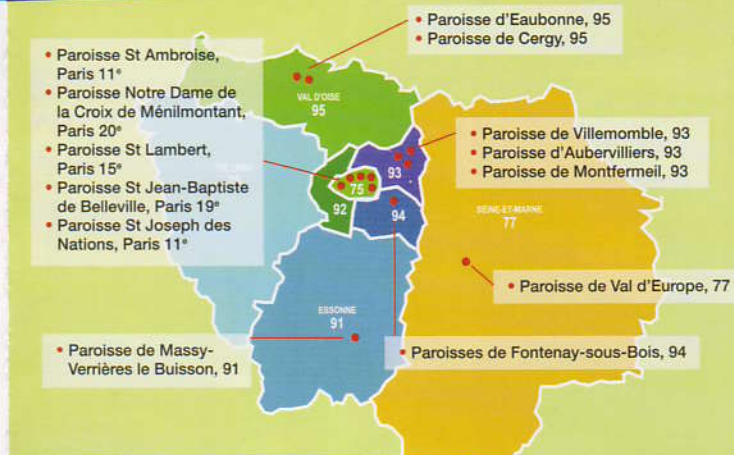 • Paroisse d'Eaubonne, 95
• Paroisse de Cergy, 95
• Paroisse St Ambroise,
Paris 11e
• Paroisse Notre Dame de
la Croix de Ménilmontant,
Paris 20e
• Paroisse St Lambert,
Paris 15e
• Paroisse St Jean-Baptiste
de Belleville, Paris 19e
• Paroisse St Joseph des
Nations, Paris 11e
VAL D'OISE
95
• Paroisse de Villemomble, 93
• Paroisse d'Aubervilliers, 93
• Paroisse de Montfermeil, 93
93
75
92
94
SEINE-ET-MARNE
77
• Paroisse de Val d'Europe, 77
ESSONNE
91
• Paroisse de Massy-
Verrières le Buisson, 91
• Paroisses de Fontenay-sous-Bois, 94